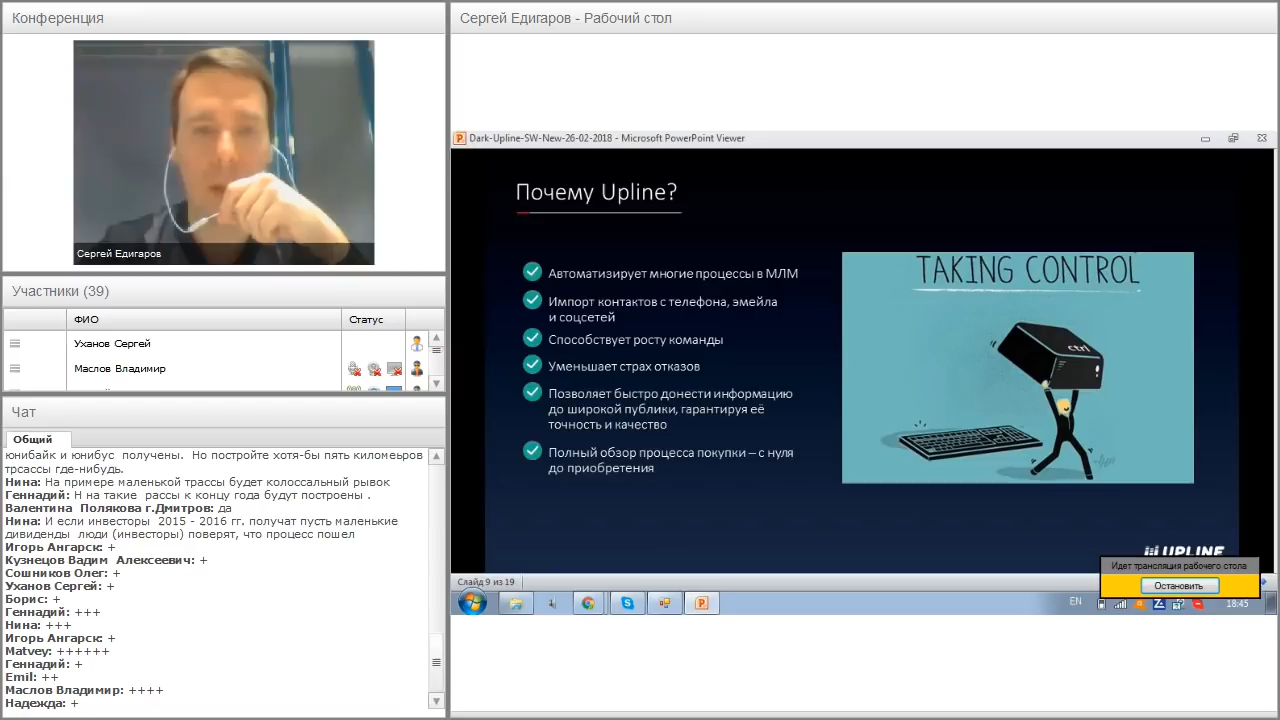 Конференция
Сергей Едигаров
Участники (39)
ФИО
Статус
Уханов Сергей
Маслов Владимир
Чат
Общий
юнибайк и юнибус получены. Но постройте хотя-бы пять киломеьров
трсассы где-нибудь.
Нина: На примере маленькой трассы будет колоссальный рывок
Геннадий: Н на такие рассы к концу года будут построены .
Валентина Полякова г.Дмитров: да
Нина: И если инвесторы 2015 - 2016 гг. получат пусть маленькие
дивиденды люди (инвесторы) поверят, что процесс пошел
Игорь Ангарск: +
Кузнецов Вадим Алексеевич: +
Сошников Олег: +
Уханов Сергей: +
Борис: +
Геннадий: +++
Нина: +++
Игорь Ангарск: +
Matvey: ++++++
Геннадий: +
Emil: ++
Маслов Владимир: ++++
Надежда: +
Сергей Едигаров - Рабочий стол
Dark-Upline-SW-New-26-02-2018 - Microsoft PowerPoint Viewer
Почему Upline?
Автоматизирует многие процессы в МЛМ
Импорт контактов с телефона, эмейла
и соцсетей
Способствует росту команды
Уменьшает страх отказов
Позволяет быстро донести информацию
до широкой публики, гарантируя её
точность и качество
Полный обзор процесса покупки – с нуля
до приобретения
TAKING CONTROL
ctrl
UPLINE
Слайд 9 из 19
Идет трансляция рабочего стола
Остановить
EN
18:45